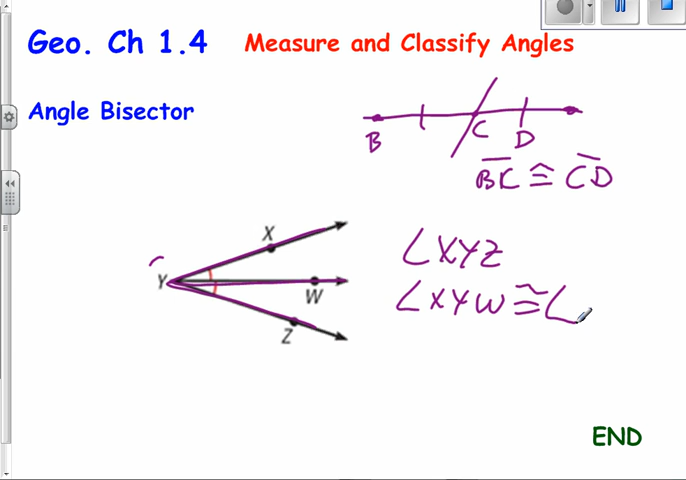 Geo. Ch 1.4 Measure and Classify Angles
Angle Bisector
B C D
BC ≅ CD
X
Y
W
Z
∠XYZ
∠XYW ≅ ∠
END